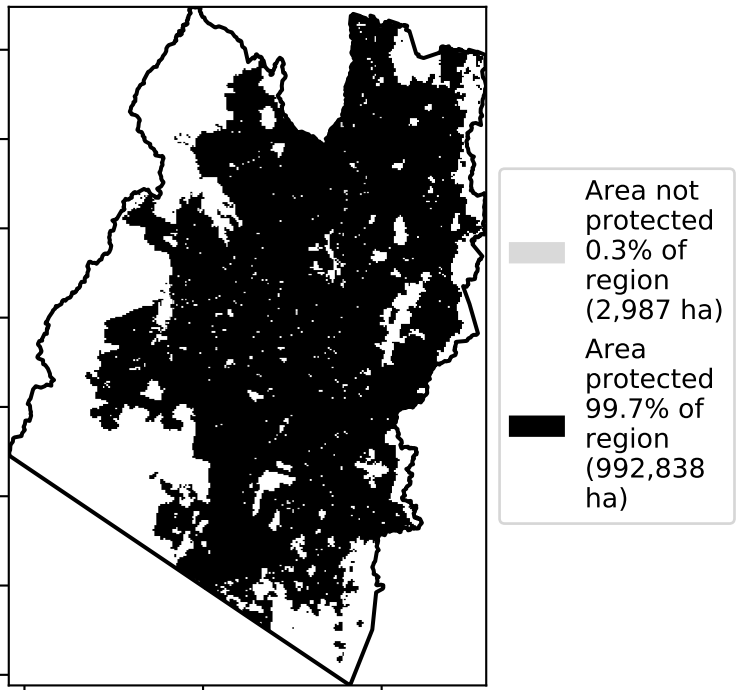 Area not
protected
0.3% of
region
(2,987 ha)
Area
protected
99.7% of
region
(992,838
ha)